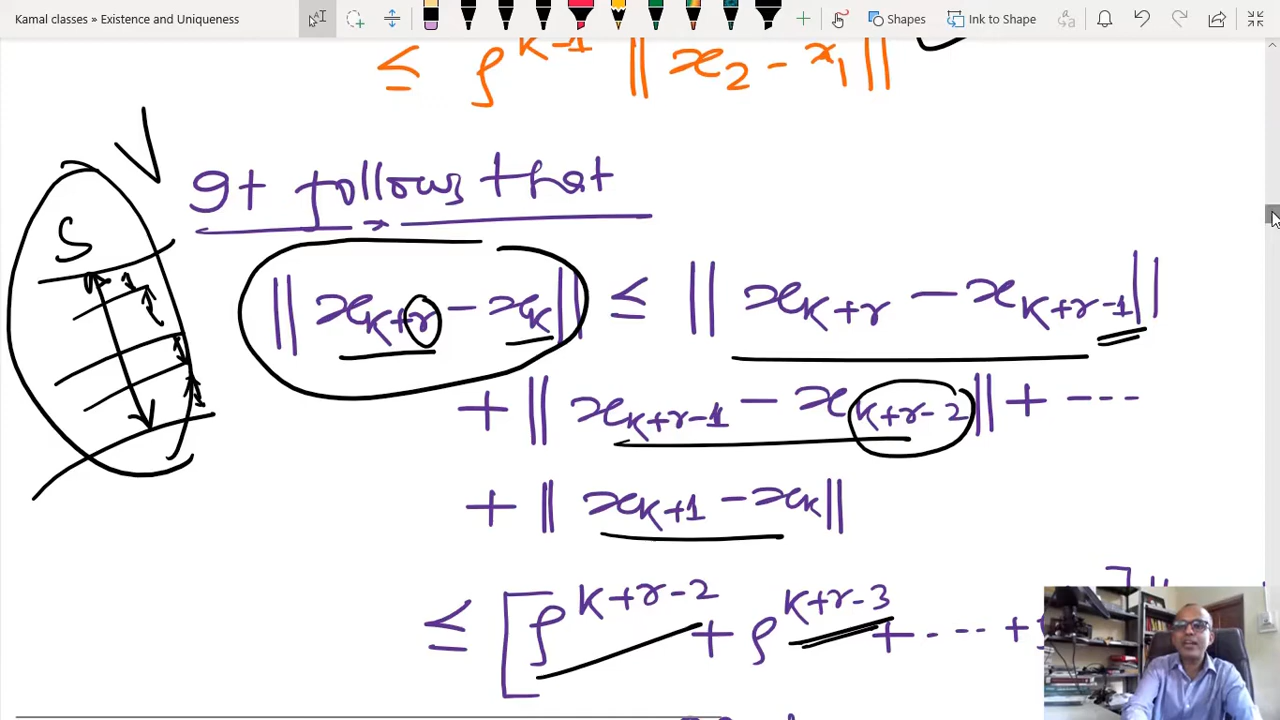 Kamal classes » Existence and Uniqueness
Shapes
Ink to Shape
≤ ρ^{k-1} ||x_2 - x_1||
V
It follows that
S
||x_{k+r} - x_k|| ≤ ||x_{k+r} - x_{k+r-1}||
+ ||x_{k+r-1} - x_{k+r-2}|| + ---
+ ||x_{k+1} - x_k||
≤ [ρ^{k+r-2} + ρ^{k+r-3} + --- +